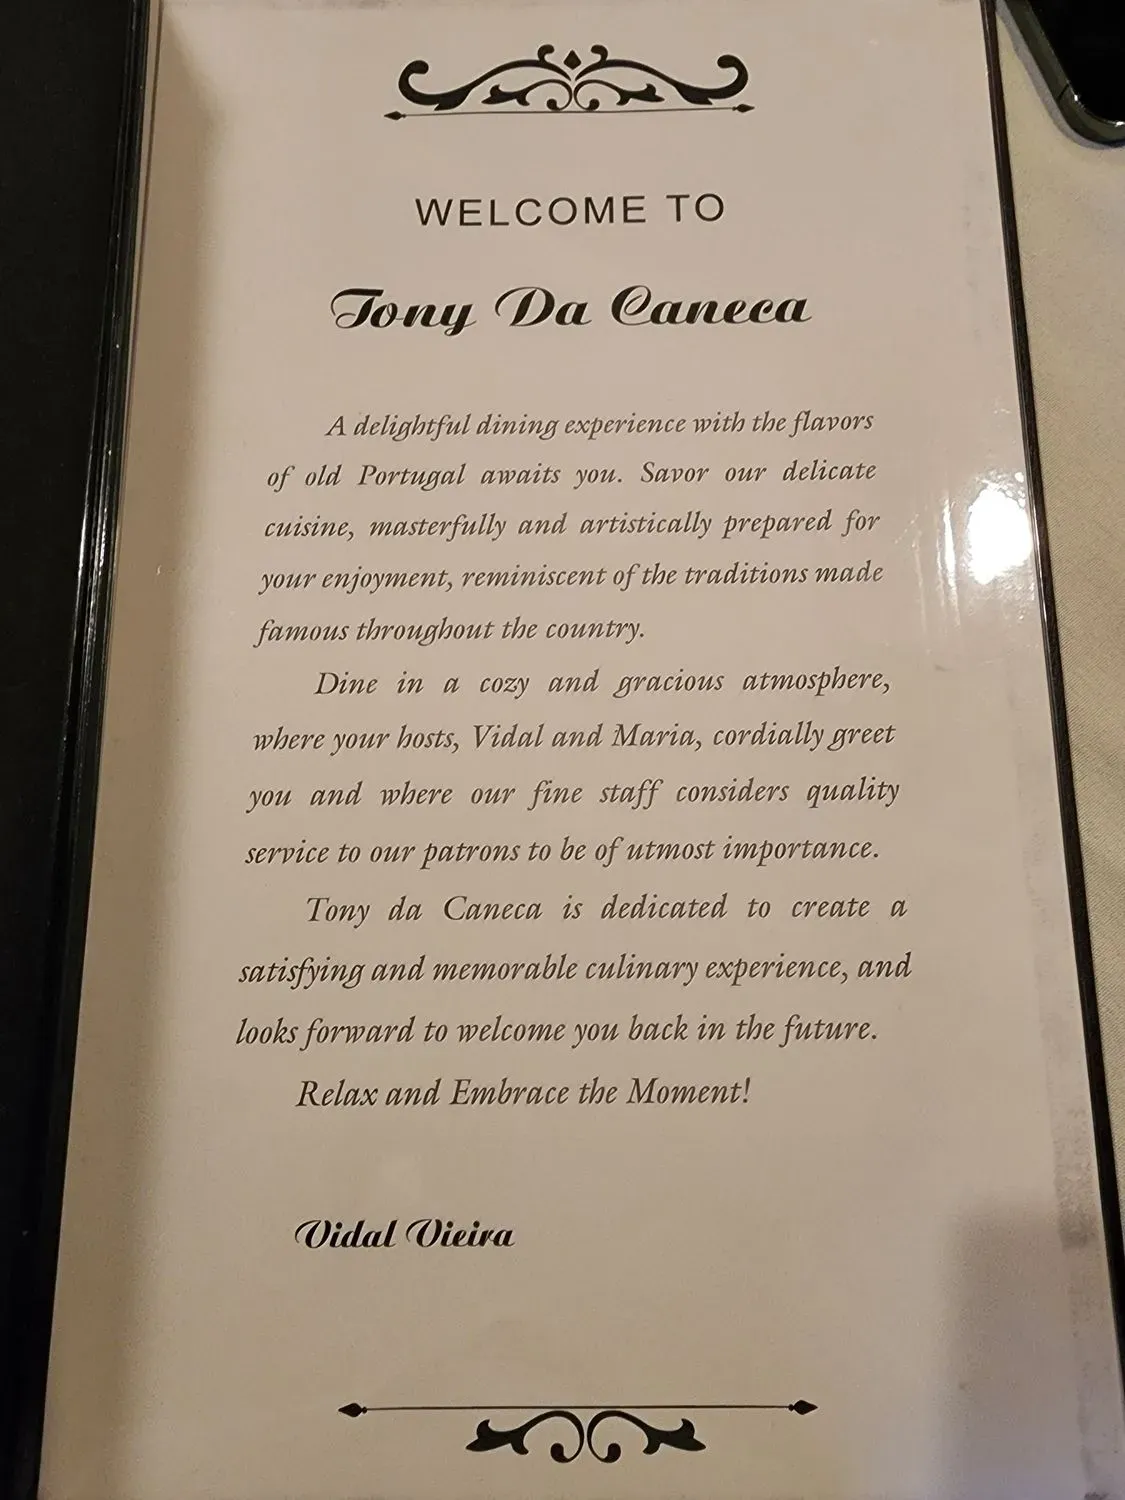 WELCOME TO
Tony Da Caneca
A delightful dining experience with the flavors
of old Portugal awaits you. Savor our delicate
cuisine, masterfully and artistically prepared for
your enjoyment, reminiscent of the traditions made
famous throughout the country.
Dine in a cozy and gracious atmosphere,
where your hosts, Vidal and Maria, cordially greet
you and where our fine staff considers quality
service to our patrons to be of utmost importance.
Tony da Caneca is dedicated to create a
satisfying and memorable culinary experience, and
looks forward to welcome you back in the future.
Relax and Embrace the Moment!
Vidal Vieira